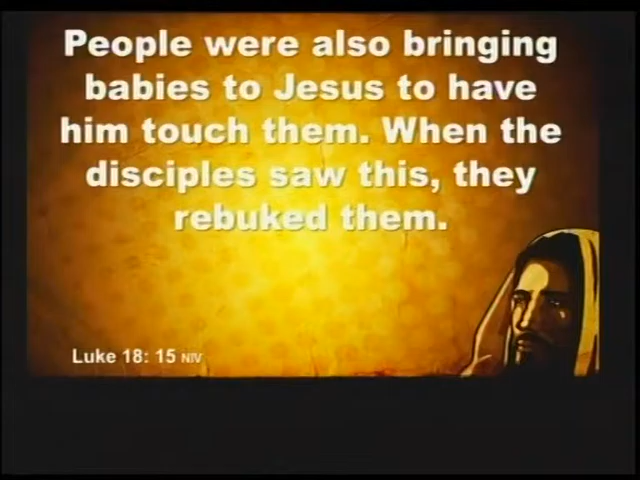 People were also bringing
babies to Jesus to have
him touch them. When the
disciples saw this, they
rebuked them.
Luke 18: 15 NIV